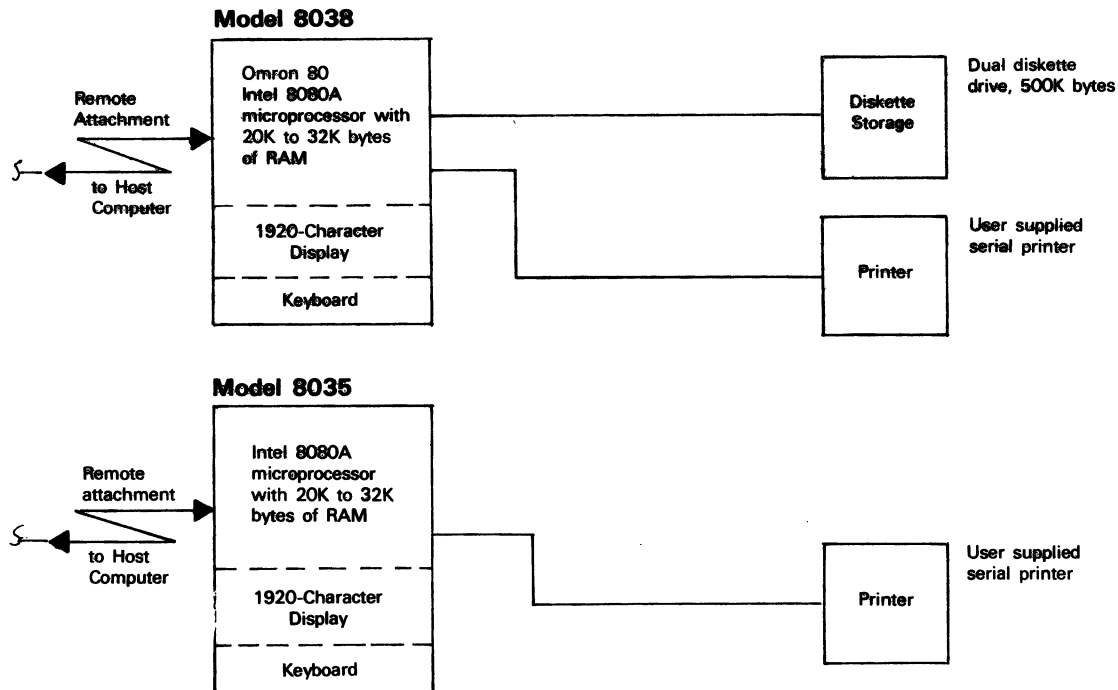 Model 8038
Omron 80
Intel 8080A
microprocessor with
20K to 32K bytes
of RAM
1920-Character
Display
Keyboard
Remote
Attachment
to Host
Computer
Diskette
Storage
Dual diskette
drive, 500K bytes
Printer
User supplied
serial printer
Model 8035
Intel 8080A
microprocessor
with 20K to 32K
bytes of RAM
1920-Character
Display
Keyboard
Remote
attachment
to Host
Computer
Printer
User supplied
serial printer